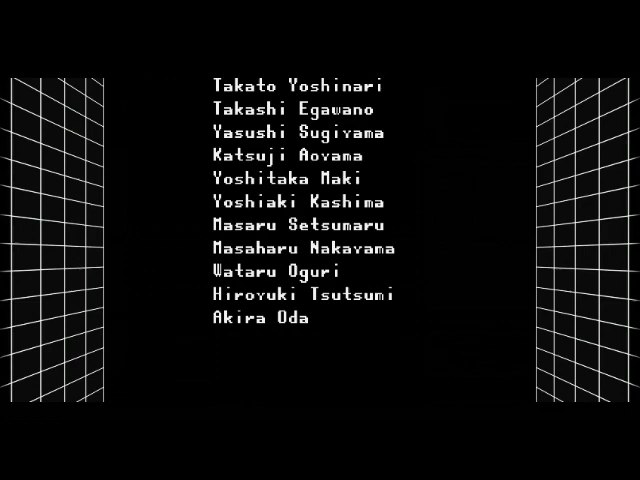 Takato Yoshinari
Takashi Egawano
Yasushi Sugiyama
Katsuji Aoyama
Yoshitaka Maki
Yoshiaki Kashima
Masaru Setsumaru
Masaharu Nakayama
Wataru Oguri
Hiroyuki Tsutsumi
Akira Oda